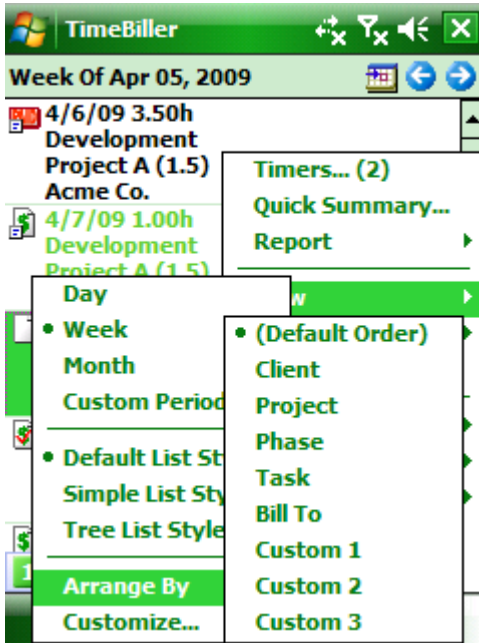 TimeBiller
Week Of Apr 05, 2009
4/6/09 3.50h
Development
Project A (1.5)
Acme Co.
4/7/09 1.00h
Development
Project A (1.5)
Timers... (2)
Quick Summary...
Report
Day
Week
Month
Custom Period
Default List St
Simple List Sty
Tree List Style
Arrange By
Customize...
(Default Order)
Client
Project
Phase
Task
Bill To
Custom 1
Custom 2
Custom 3